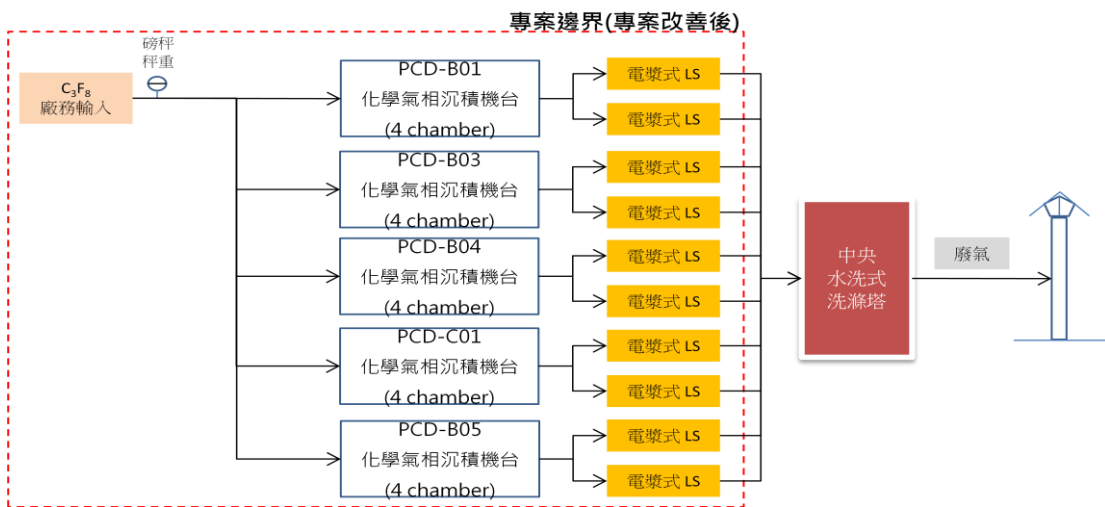 專案邊界(專案改善後)
磅秤
秤重
C₃F₈
廠務輸入
PCD-B01
化學氣相沉積機台
(4 chamber)
電漿式 LS
電漿式 LS
PCD-B03
化學氣相沉積機台
(4 chamber)
電漿式 LS
電漿式 LS
PCD-B04
化學氣相沉積機台
(4 chamber)
電漿式 LS
電漿式 LS
PCD-C01
化學氣相沉積機台
(4 chamber)
電漿式 LS
電漿式 LS
PCD-B05
化學氣相沉積機台
(4 chamber)
電漿式 LS
電漿式 LS
中央
水洗式
洗滌塔
廢氣